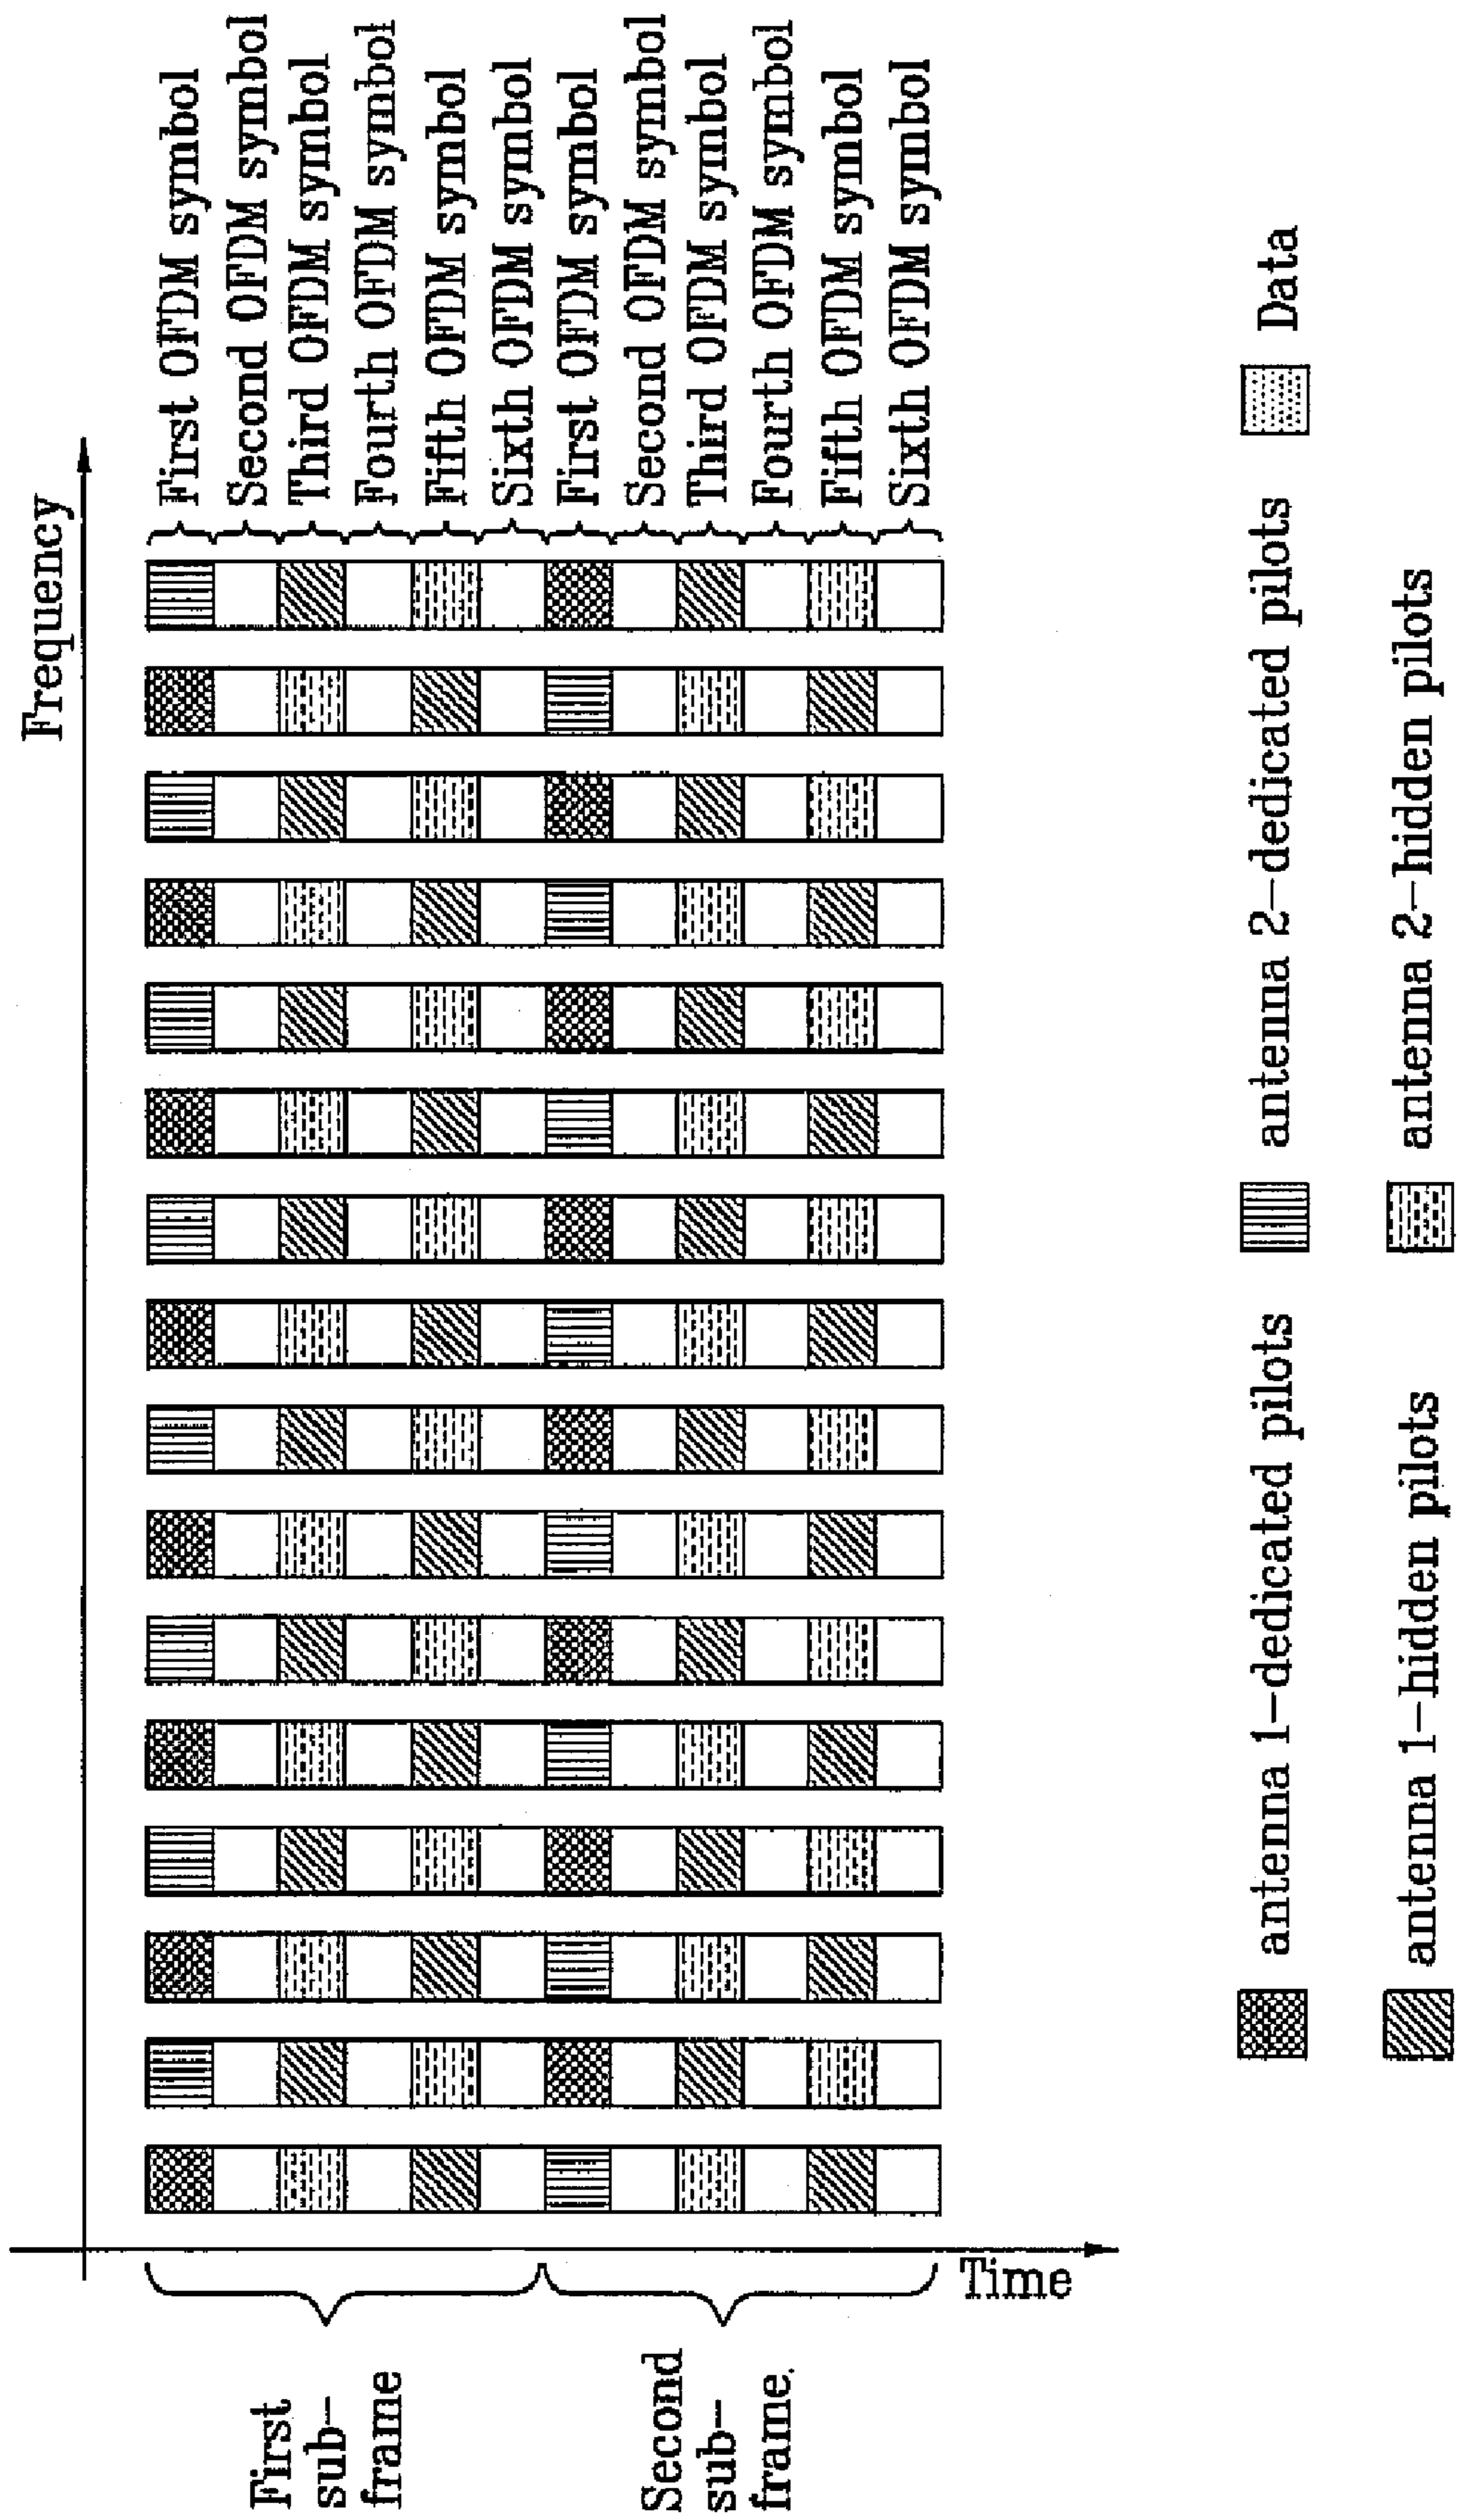 Frequency
First OFDM symbol
Second OFDM symbol
Third OFDM symbol
Fourth OFDM symbol
Fifth OFDM symbol
Sixth OFDM symbol
First OFDM symbol
Second OFDM symbol
Third OFDM symbol
Fourth OFDM symbol
Fifth OFDM symbol
Sixth OFDM symbol
First
sub-
frame
Second
sub-
frame
Time
antenna 1-dedicated pilots
antenna 2-dedicated pilots
Data
antenna 1-hidden pilots
antenna 2-hidden pilots